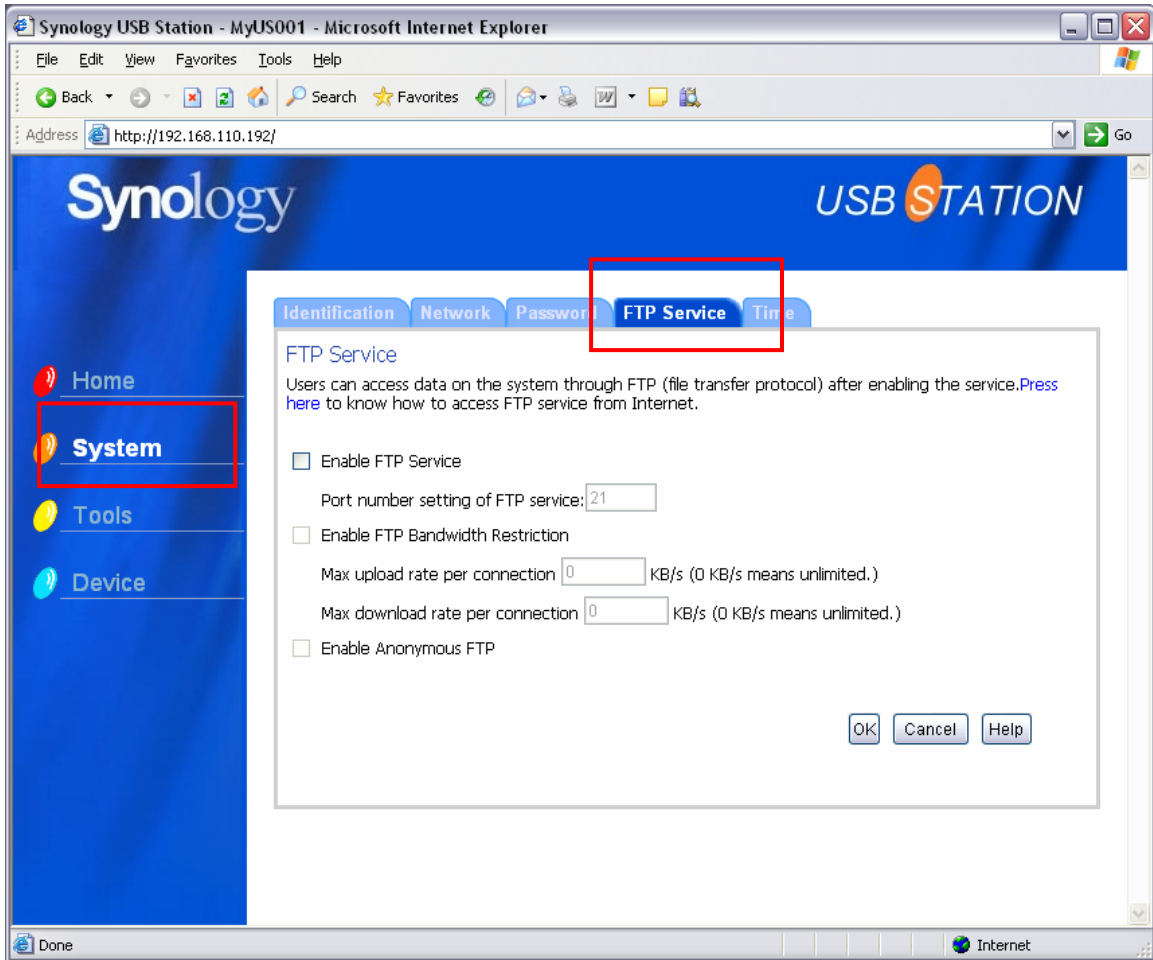 Synology USB Station - MyUS001 - Microsoft Internet Explorer
File Edit View Favorites Tools Help
Back Search Favorites
Address http://192.168.110.192/ Go
Synology USB STATION
Identification Network Password FTP Service Time
FTP Service
Users can access data on the system through FTP (file transfer protocol) after enabling the service.Press
here to know how to access FTP service from Internet.
Home
System
Tools
Device
Enable FTP Service
Port number setting of FTP service: 21
Enable FTP Bandwidth Restriction
Max upload rate per connection 0 KB/s (0 KB/s means unlimited.)
Max download rate per connection 0 KB/s (0 KB/s means unlimited.)
Enable Anonymous FTP
OK Cancel Help
Done Internet